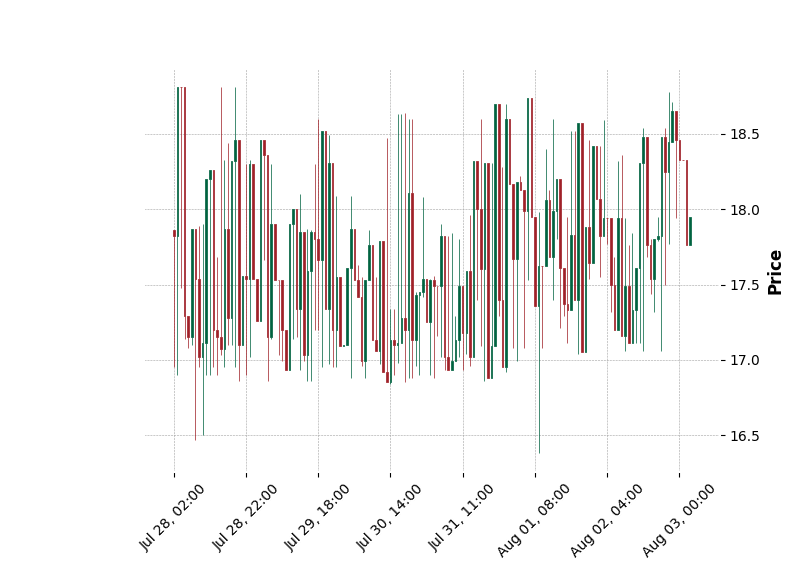 18.5
18.0
17.5
17.0
16.5
Price
Jul 28, 02:00
Jul 28, 22:00
Jul 29, 18:00
Jul 30, 14:00
Jul 31, 11:00
Aug 01, 08:00
Aug 02, 04:00
Aug 03, 00:00